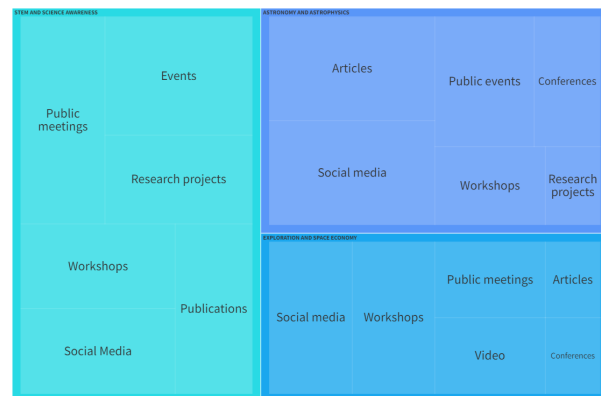 STEM AND SCIENCE AWARENESS
Public
meetings
Events
Research projects
Workshops
Social Media
Publications
ASTRONOMY AND ASTROPHYSICS
Articles
Social media
Public events
Conferences
Workshops
Research
projects
EXPLORATION AND SPACE ECONOMY
Social media
Workshops
Public meetings
Articles
Video
Conferences